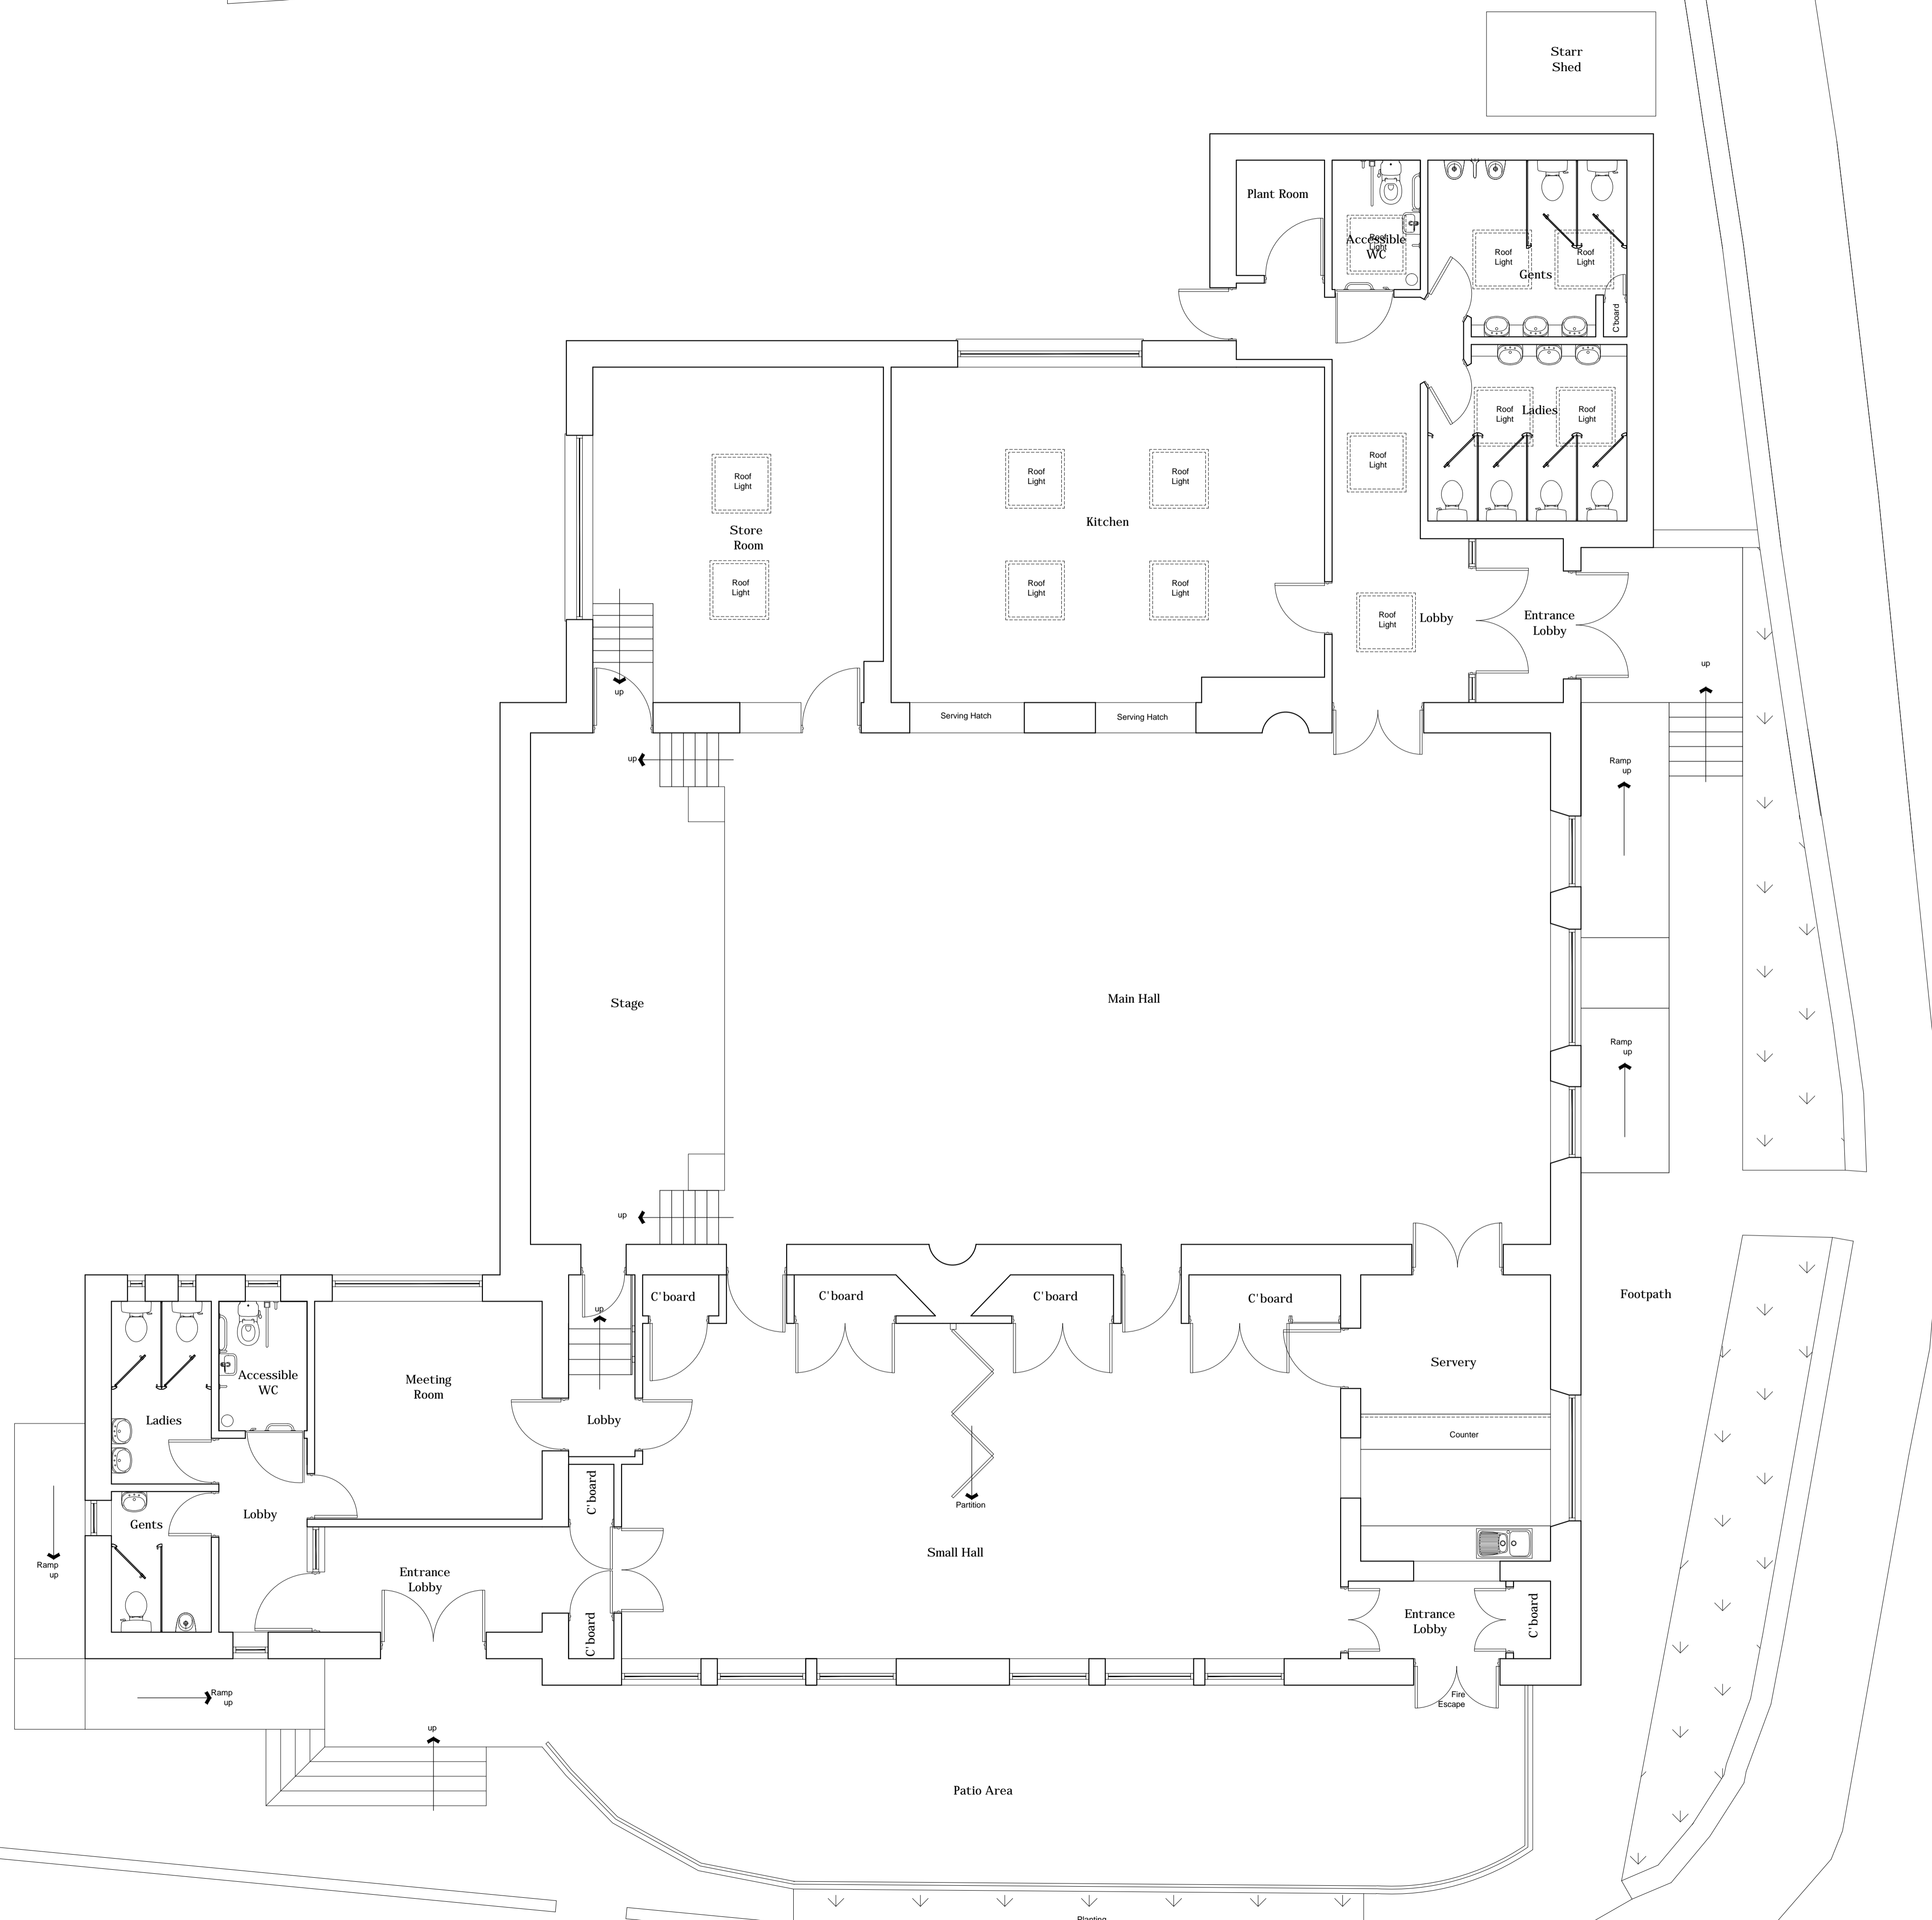 Starr
Shed
Plant Room
Roof
Light
Accessible
WC
Roof
Light
Roof
Light
Gents
C'board
Roof
Light
Ladies
Roof
Light
Roof
Light
Roof
Light
Roof
Light
Roof
Light
Kitchen
Store
Room
Roof
Light
Roof
Light
Roof
Light
Roof
Light
Lobby
Entrance
Lobby
up
up
Serving Hatch
Serving Hatch
up
Ramp
up
Stage
Main Hall
Ramp
up
up
Footpath
C'board
C'board
C'board
C'board
up
Servery
Accessible
WC
Meeting
Room
Ladies
Lobby
Counter
C'board
Partition
Lobby
Gents
Small Hall
Ramp
up
Entrance
Lobby
C'board
Entrance
Lobby
C'board
Ramp
up
Fire
Escape
up
Patio Area
Planting